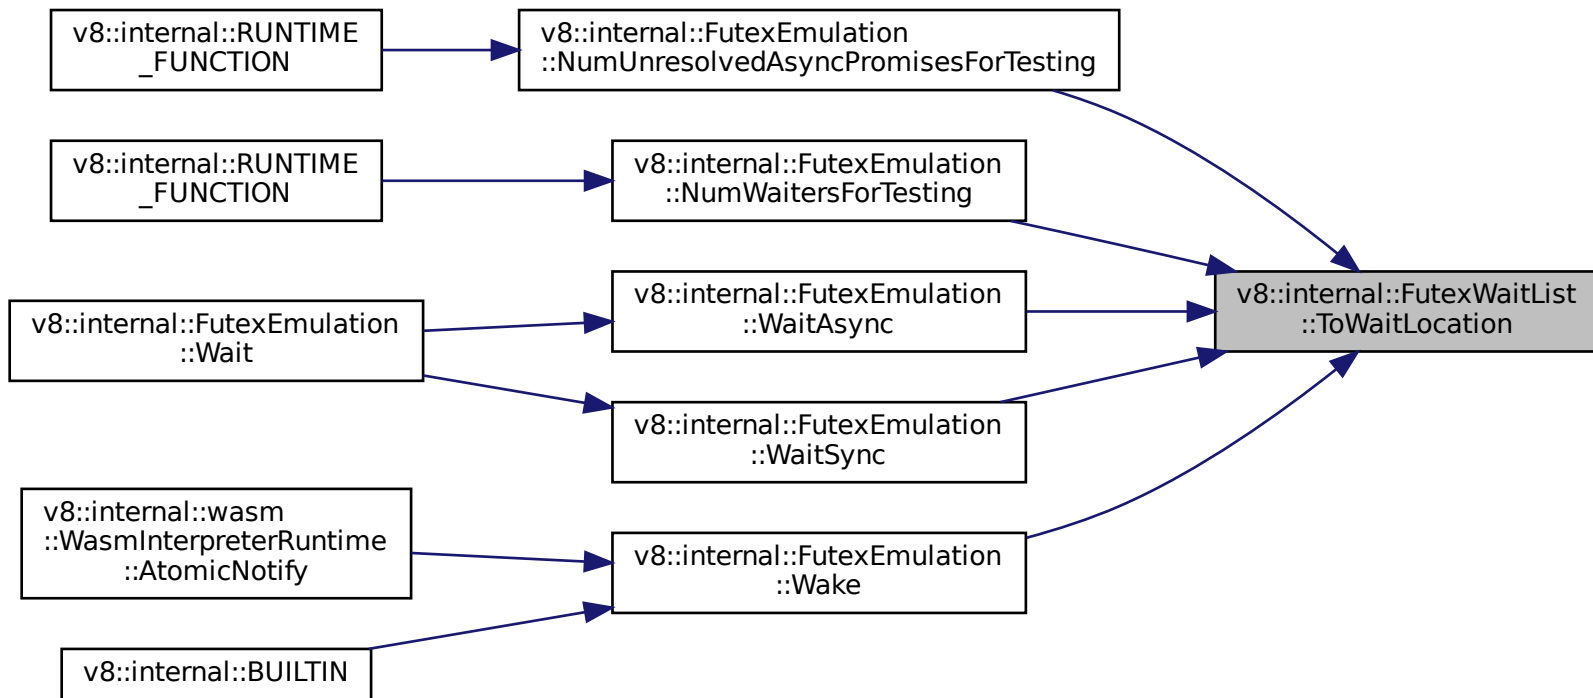 v8::internal::RUNTIME
_FUNCTION
v8::internal::FutexEmulation
::NumUnresolvedAsyncPromisesForTesting
v8::internal::RUNTIME
_FUNCTION
v8::internal::FutexEmulation
::NumWaitersForTesting
v8::internal::FutexEmulation
::WaitAsync
v8::internal::FutexWaitList
::ToWaitLocation
v8::internal::FutexEmulation
::Wait
v8::internal::FutexEmulation
::WaitSync
v8::internal::wasm
::WasmInterpreterRuntime
::AtomicNotify
v8::internal::FutexEmulation
::Wake
v8::internal::BUILTIN